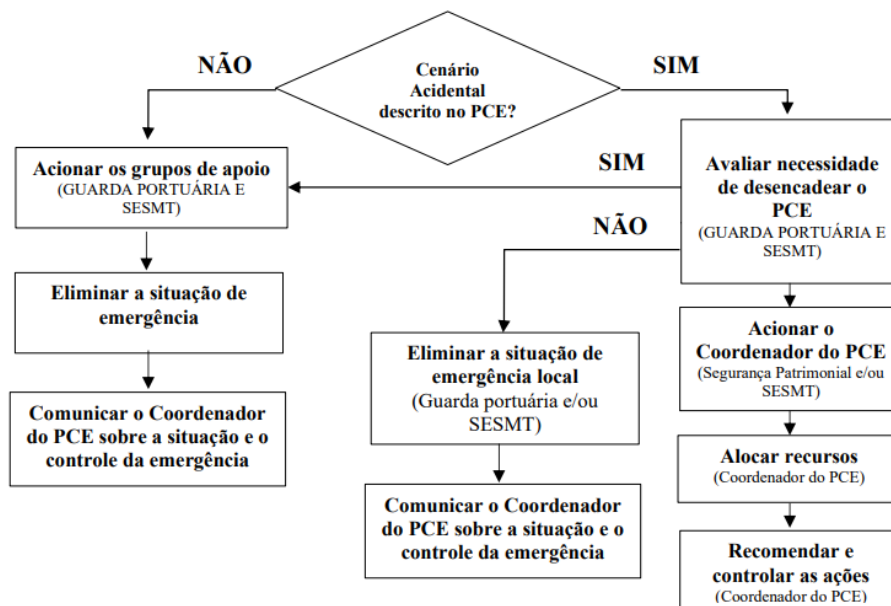 NÃO
Cenário
Acidental
descrito no PCE?
SIM
Acionar os grupos de apoio
(GUARDA PORTUÁRIA E
SESMT)
SIM
Avaliar necessidade
de desencadear o
PCE
(GUARDA PORTUÁRIA E
SESMT)
NÃO
Eliminar a situação de
emergência
Comunicar o Coordenador
do PCE sobre a situação e o
controle da emergência
Eliminar a situação de
emergência local
(Guarda portuária e/ou
SESMT)
Comunicar o Coordenador
do PCE sobre a situação e o
controle da emergência
Acionar o
Coordenador do PCE
(Segurança Patrimonial e/ou
SESMT)
Alocar recursos
(Coordenador do PCE)
Recomendar e
controlar as ações
(Coordenador do PCE)